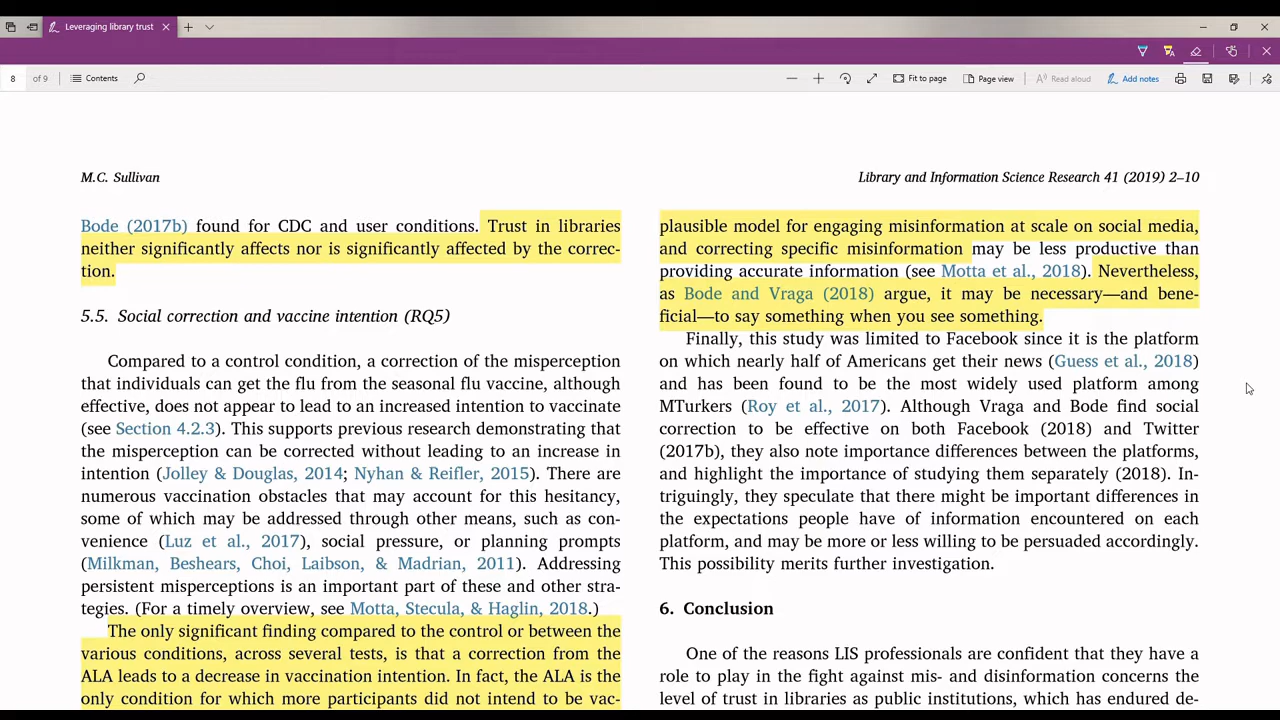 Leveraging library trust
8 of 9
Contents
Fit to page
Page view
Read aloud
Add notes
M.C. Sullivan
Library and Information Science Research 41 (2019) 2–10
Bode (2017b) found for CDC and user conditions. Trust in libraries
neither significantly affects nor is significantly affected by the correc-
tion.
5.5. Social correction and vaccine intention (RQ5)
Compared to a control condition, a correction of the misperception
that individuals can get the flu from the seasonal flu vaccine, although
effective, does not appear to lead to an increased intention to vaccinate
(see Section 4.2.3). This supports previous research demonstrating that
the misperception can be corrected without leading to an increase in
intention (Jolley & Douglas, 2014; Nyhan & Reifler, 2015). There are
numerous vaccination obstacles that may account for this hesitancy,
some of which may be addressed through other means, such as con-
venience (Luz et al., 2017), social pressure, or planning prompts
(Milkman, Beshears, Choi, Laibson, & Madrian, 2011). Addressing
persistent misperceptions is an important part of these and other stra-
tegies. (For a timely overview, see Motta, Stecula, & Haglin, 2018.)
The only significant finding compared to the control or between the
various conditions, across several tests, is that a correction from the
ALA leads to a decrease in vaccination intention. In fact, the ALA is the
only condition for which more participants did not intend to be vac-
plausible model for engaging misinformation at scale on social media,
and correcting specific misinformation may be less productive than
providing accurate information (see Motta et al., 2018). Nevertheless,
as Bode and Vraga (2018) argue, it may be necessary—and bene-
ficial—to say something when you see something.
Finally, this study was limited to Facebook since it is the platform
on which nearly half of Americans get their news (Guess et al., 2018)
and has been found to be the most widely used platform among
MTurkers (Roy et al., 2017). Although Vraga and Bode find social
correction to be effective on both Facebook (2018) and Twitter
(2017b), they also note importance differences between the platforms,
and highlight the importance of studying them separately (2018). In-
triguingly, they speculate that there might be important differences in
the expectations people have of information encountered on each
platform, and may be more or less willing to be persuaded accordingly.
This possibility merits further investigation.
6. Conclusion
One of the reasons LIS professionals are confident that they have a
role to play in the fight against mis- and disinformation concerns the
level of trust in libraries as public institutions, which has endured de-